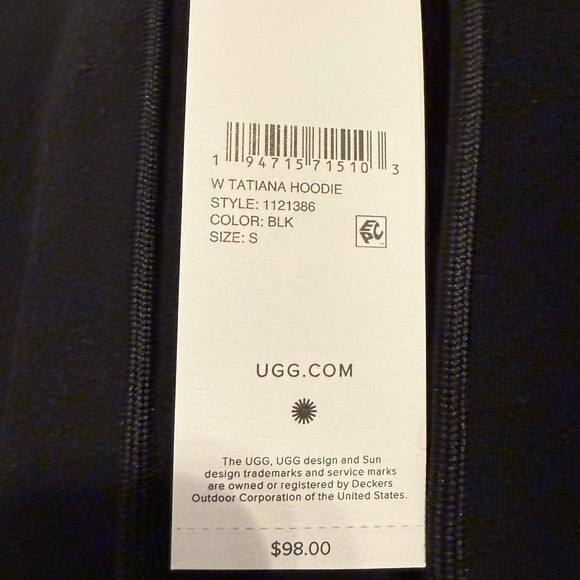 1 94715 71510 3
W TATIANA HOODIE
STYLE: 1121386
COLOR: BLK
SIZE: S
EPC
UGG.COM
The UGG, UGG design and Sun
design trademarks and service marks
are owned or registered by Deckers
Outdoor Corporation of the United States.
$98.00